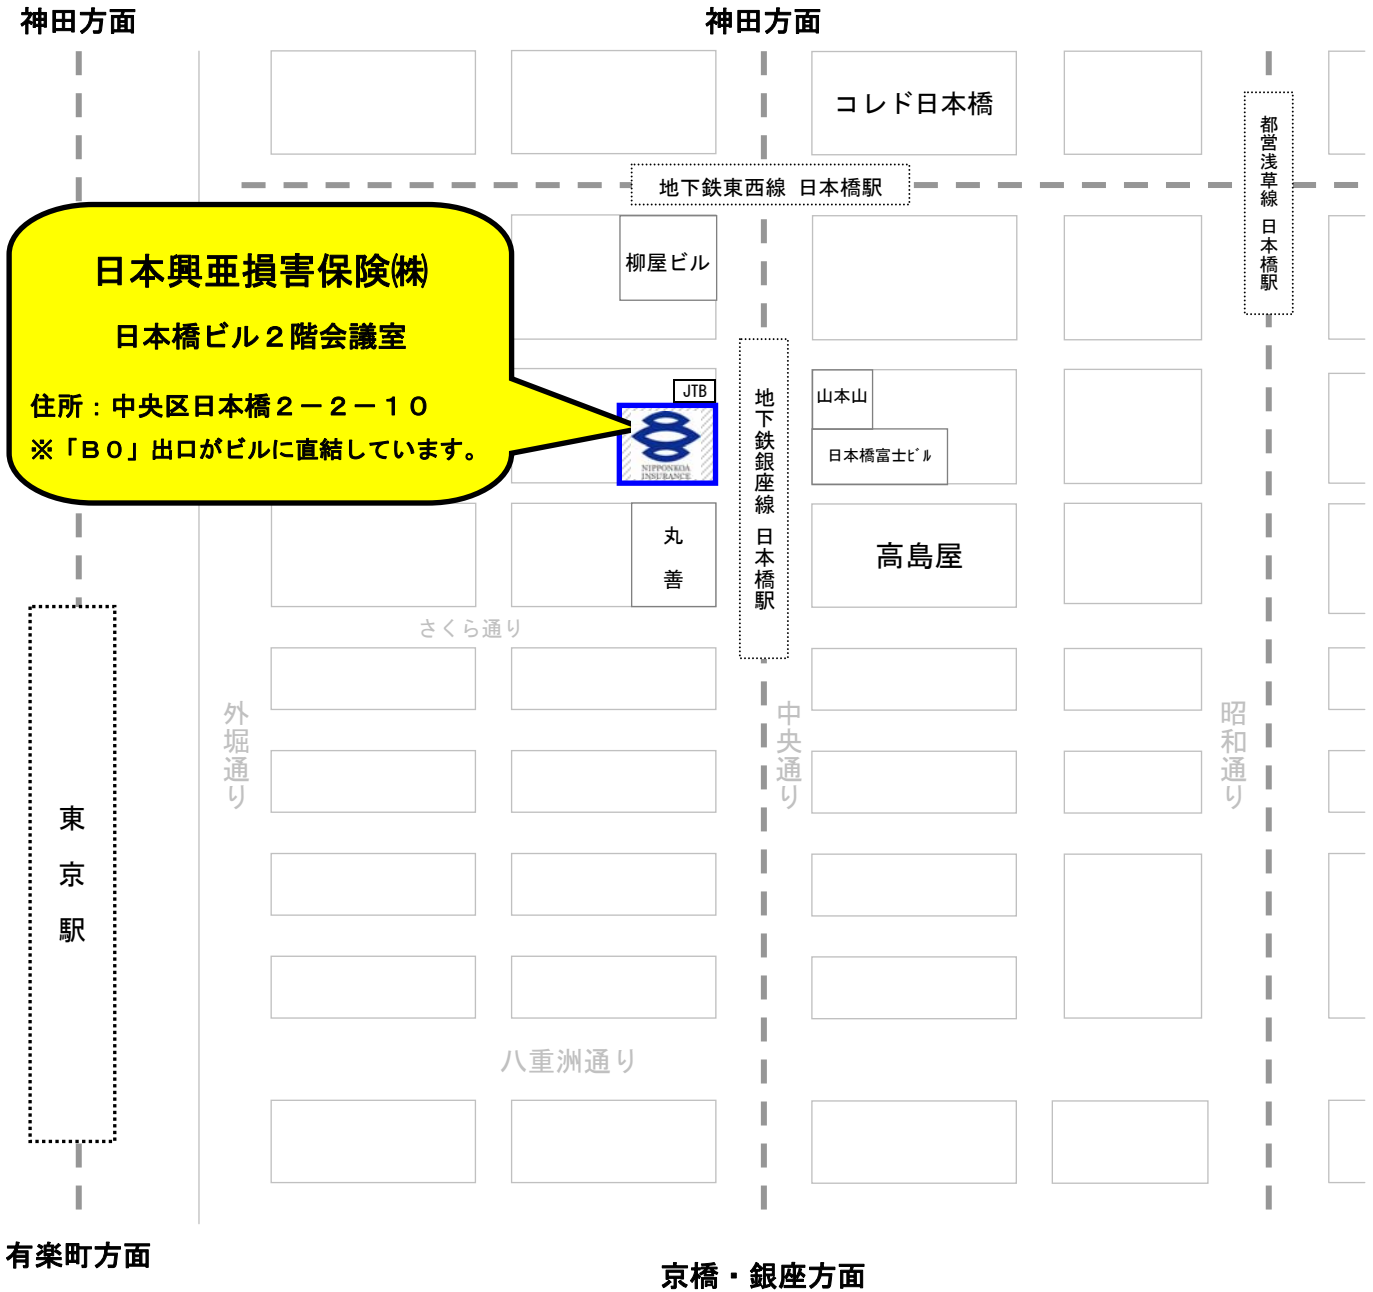 神田方面
神田方面
コレド日本橋
都営浅草線 日本橋駅
地下鉄東西線 日本橋駅
柳屋ビル
日本興亜損害保険㈱
日本橋ビル2階会議室
住所：中央区日本橋2－2－10
※「B0」出口がビルに直結しています。
JTB
NIPPONKOA
INSURANCE
地下鉄銀座線 日本橋駅
山本山
日本橋富士ﾋﾞﾙ
丸善
高島屋
さくら通り
外堀通り
中央通り
昭和通り
東京駅
八重洲通り
有楽町方面
京橋・銀座方面